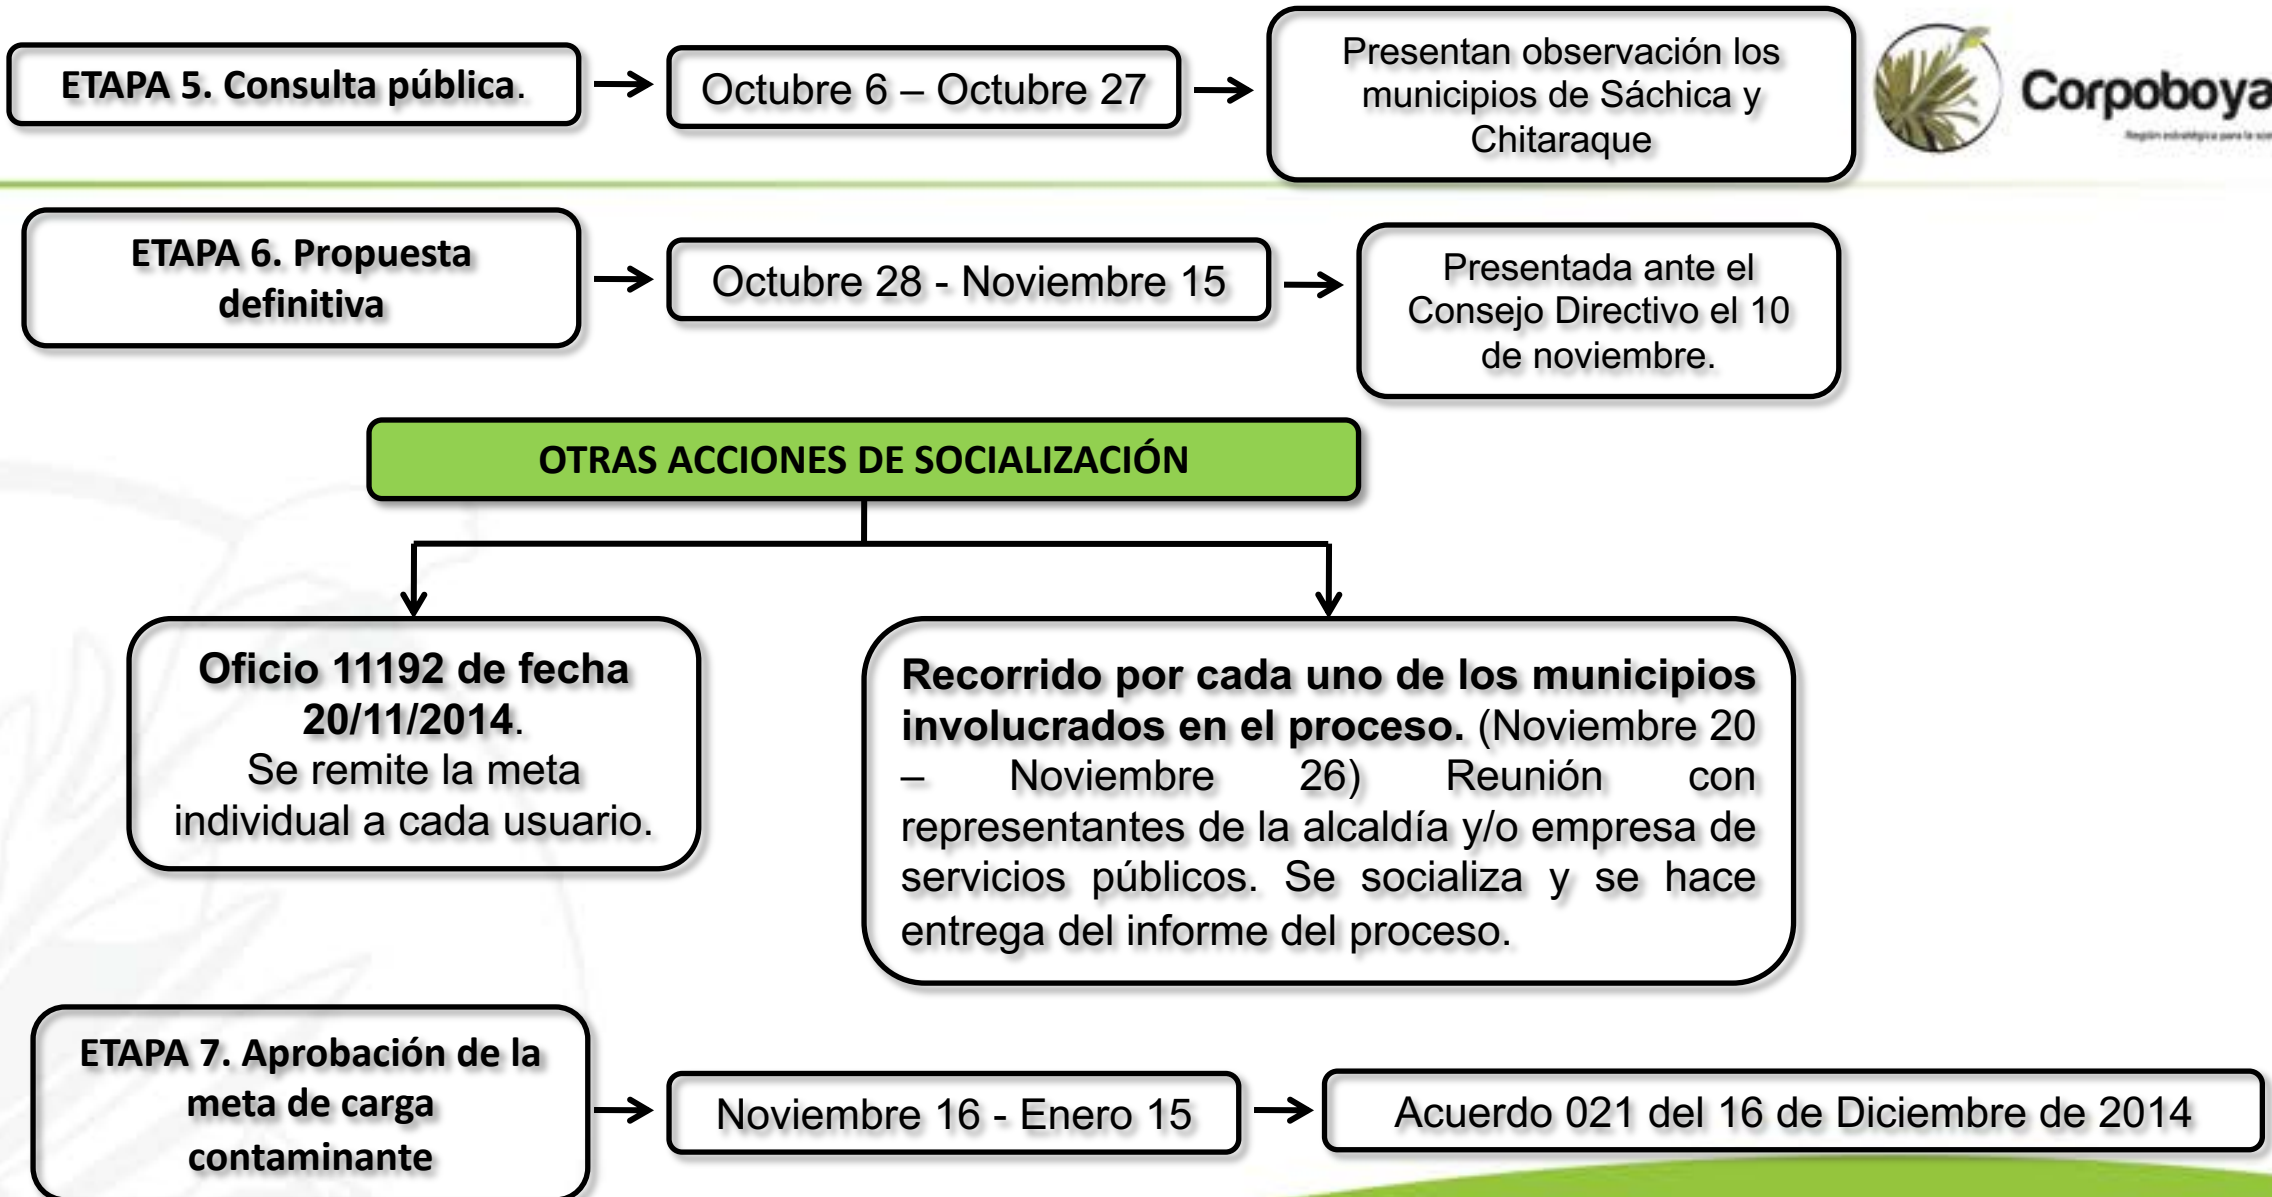 ETAPA 5. Consulta pública.
Octubre 6 – Octubre 27
Presentan observación los
municipios de Sáchica y
Chitaraque
Corpoboya
ETAPA 6. Propuesta
definitiva
Octubre 28 - Noviembre 15
Presentada ante el
Consejo Directivo el 10
de noviembre.
OTRAS ACCIONES DE SOCIALIZACIÓN
Oficio 11192 de fecha
20/11/2014.
Se remite la meta
individual a cada usuario.
Recorrido por cada uno de los municipios
involucrados en el proceso. (Noviembre 20
– Noviembre 26) Reunión con
representantes de la alcaldía y/o empresa de
servicios públicos. Se socializa y se hace
entrega del informe del proceso.
ETAPA 7. Aprobación de la
meta de carga
contaminante
Noviembre 16 - Enero 15
Acuerdo 021 del 16 de Diciembre de 2014